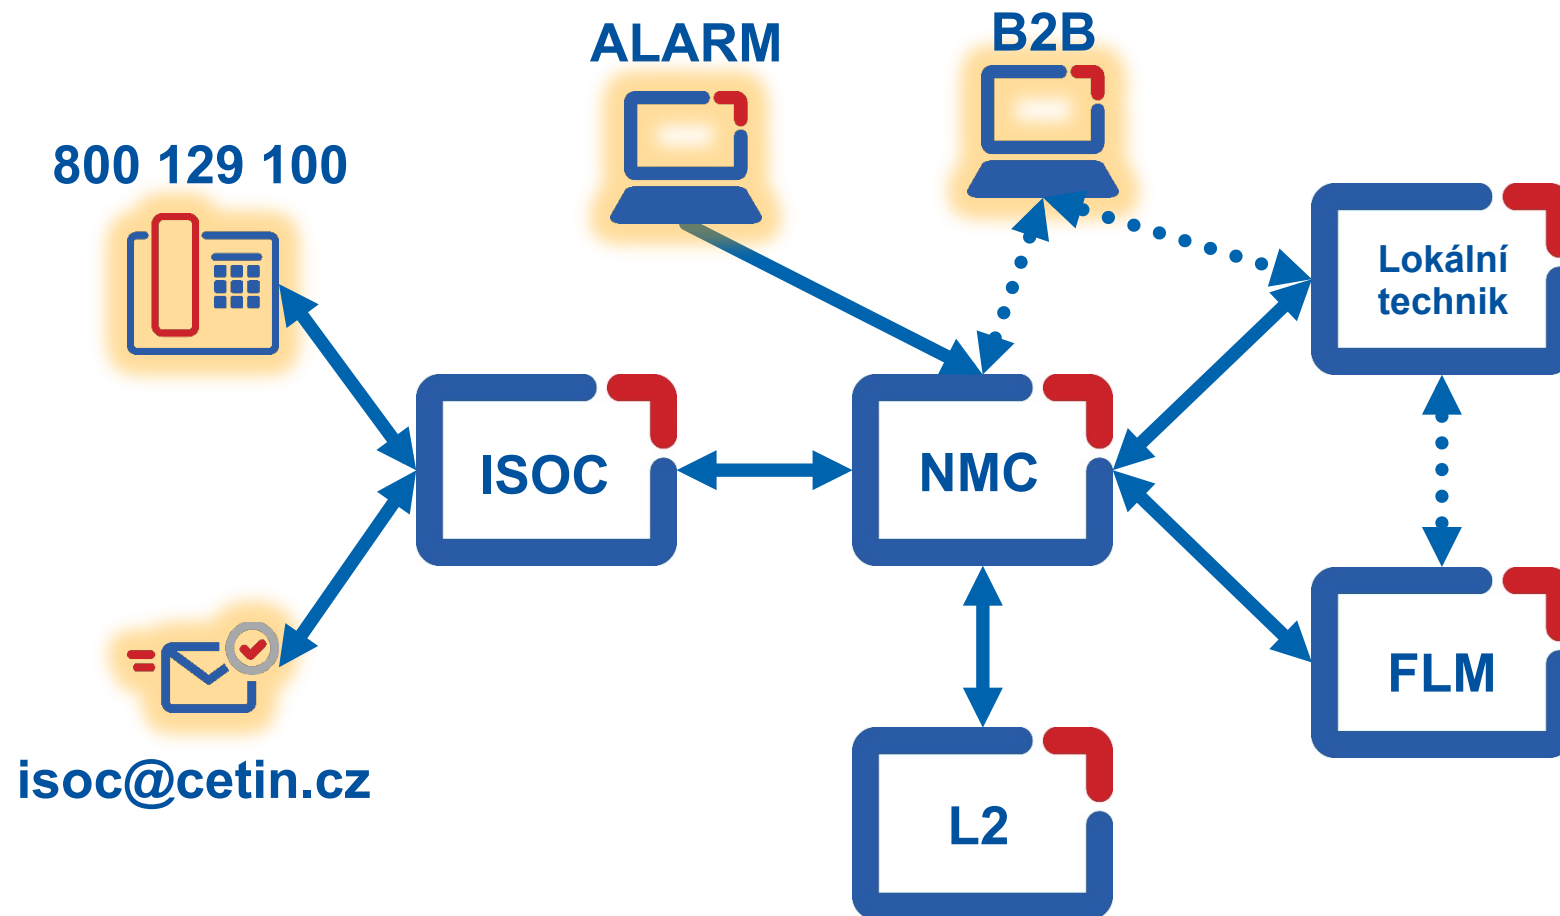 ALARM
B2B
800 129 100
Lokální
technik
ISOC
NMC
FLM
isoc@cetin.cz
L2